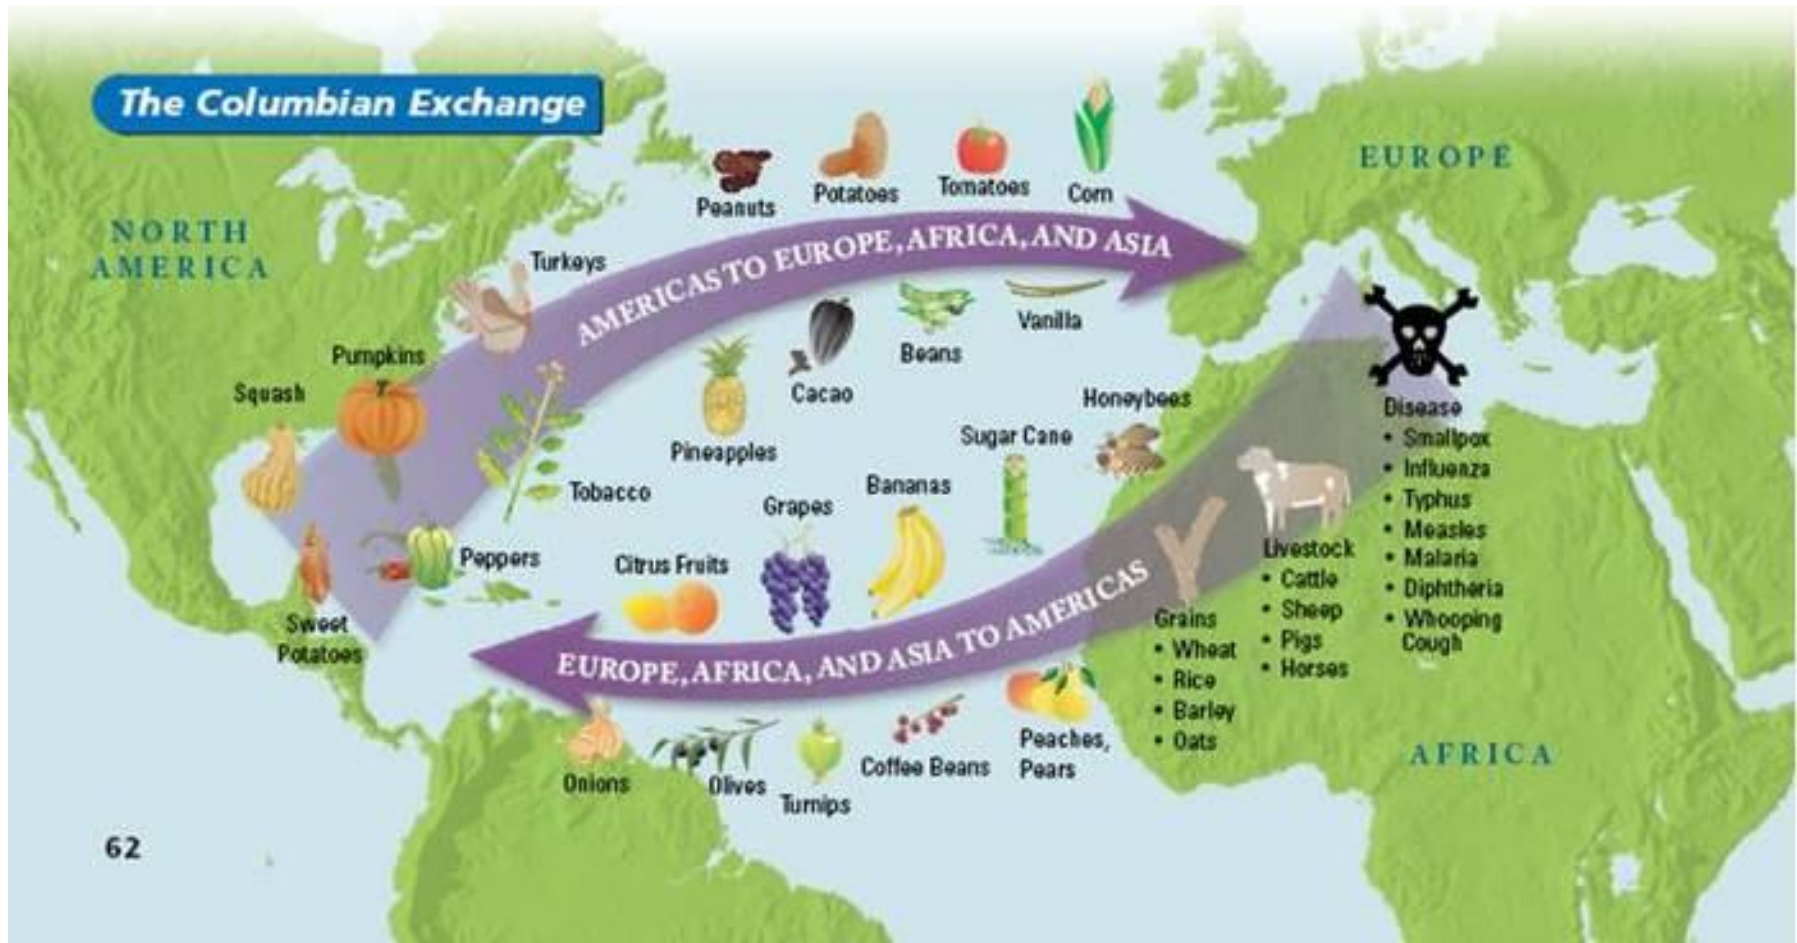 The Columbian Exchange
NORTH
AMERICA
EUROPE
AFRICA
Peanuts
Potatoes
Tomatoes
Corn
Turkeys
AMERICAS TO EUROPE, AFRICA, AND ASIA
Pumpkins
Squash
Pineapples
Cacao
Beans
Vanilla
Tobacco
Peppers
Sweet
Potatoes
Honeybees
Sugar Cane
Bananas
Grapes
Citrus Fruits
EUROPE, AFRICA, AND ASIA TO AMERICAS
Onions
Olives
Turnips
Coffee Beans
Peaches,
Pears
Grains
• Wheat
• Rice
• Barley
• Oats
Livestock
• Cattle
• Sheep
• Pigs
• Horses
Disease
• Smallpox
• Influenza
• Typhus
• Measles
• Malaria
• Diphtheria
• Whooping
Cough
62